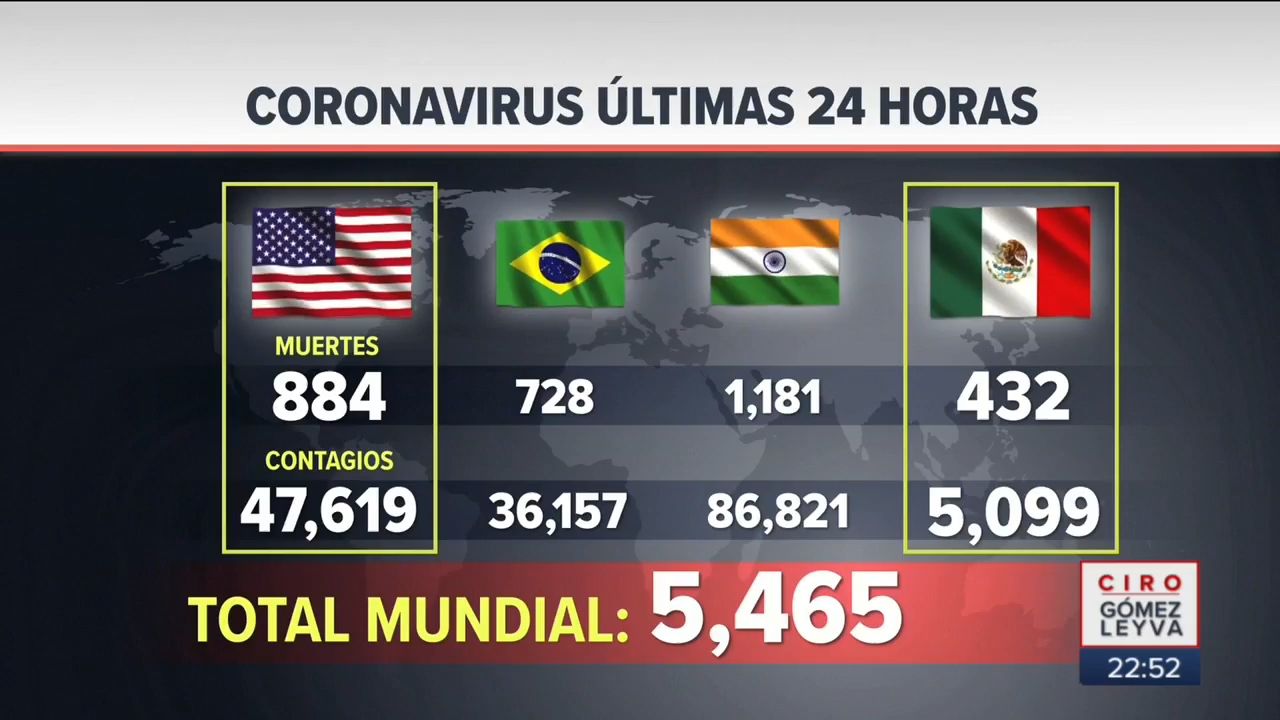 CORONAVIRUS ÚLTIMAS 24 HORAS
MUERTES
884 728 1,181 432
CONTAGIOS
47,619 36,157 86,821 5,099
TOTAL MUNDIAL: 5,465
CIRO
GÓMEZ
LEYVA
22:52